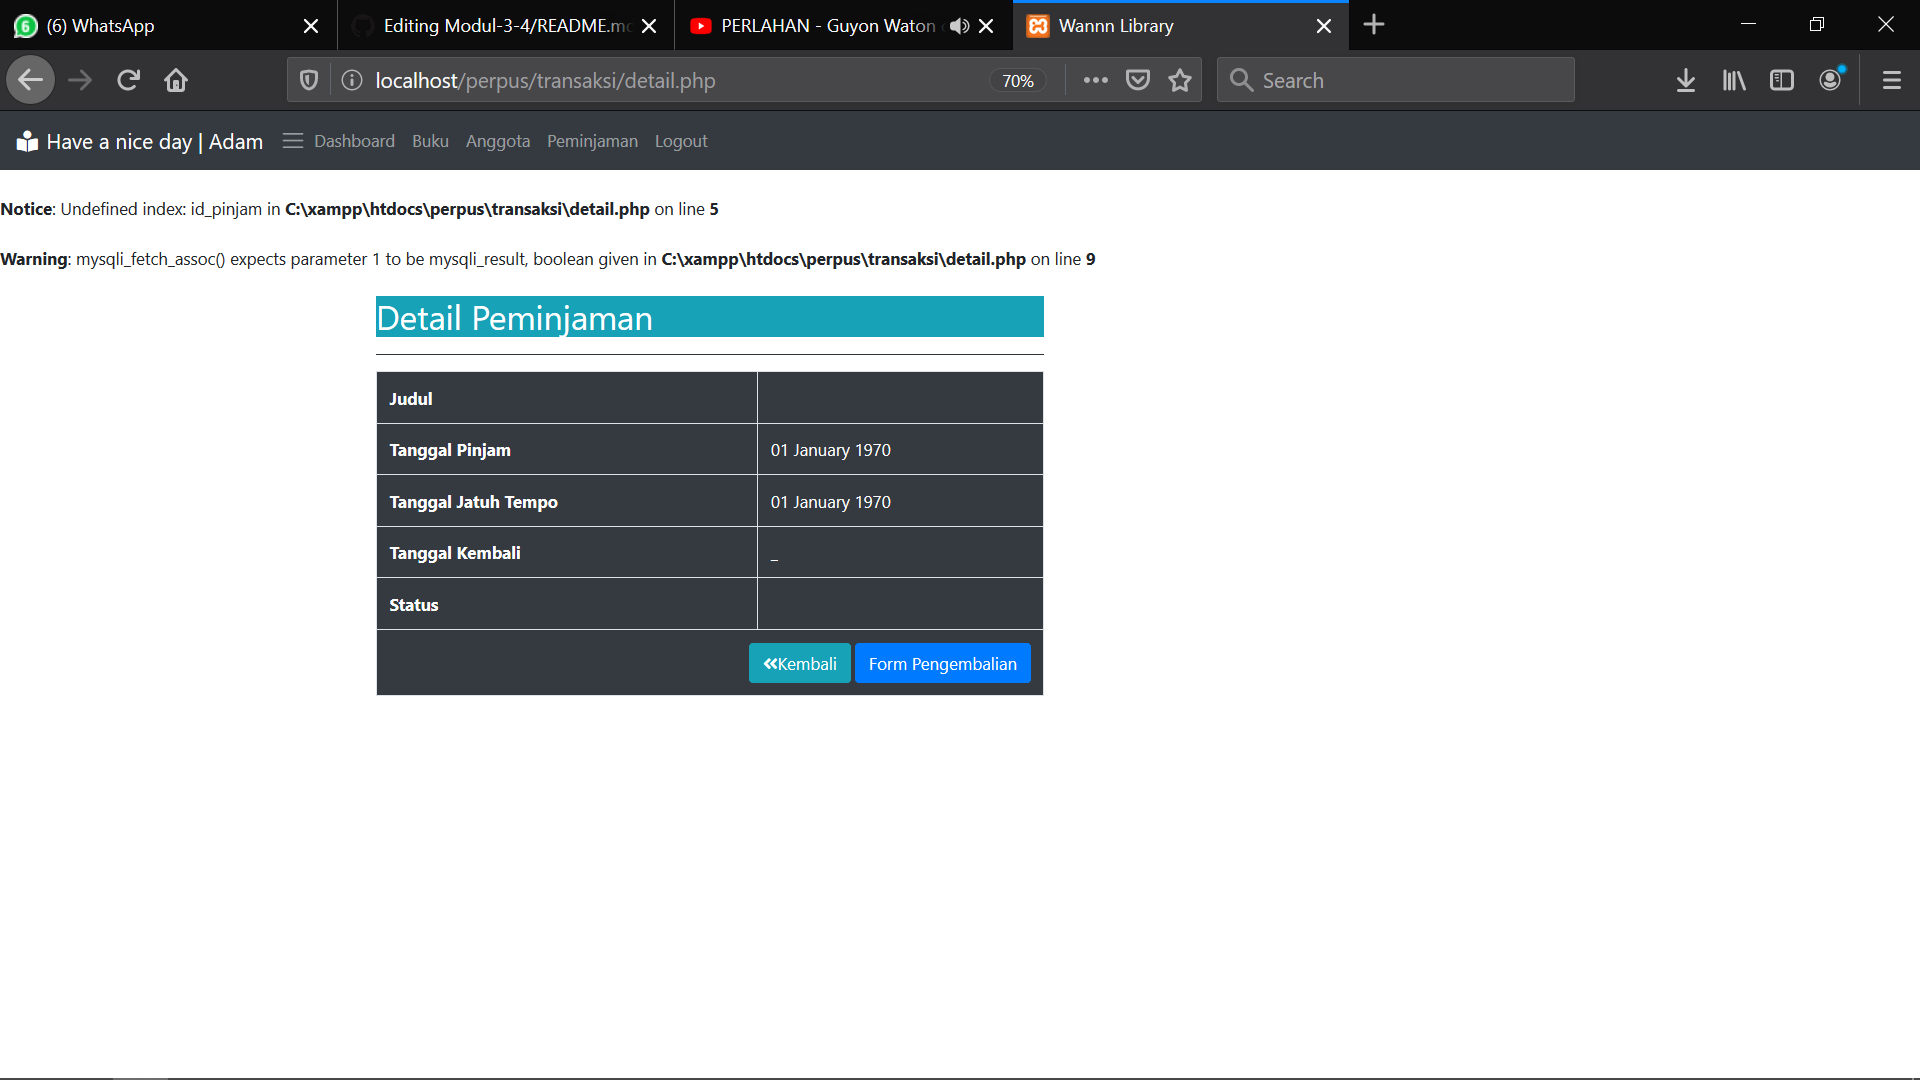 (6) WhatsApp
Editing Modul-3-4/README.m
PERLAHAN - Guyon Waton
Wannn Library
localhost/perpus/transaksi/detail.php
70%
Search
Have a nice day | Adam
Dashboard
Buku
Anggota
Peminjaman
Logout
Notice: Undefined index: id_pinjam in C:\xampp\htdocs\perpus\transaksi\detail.php on line 5
Warning: mysqli_fetch_assoc() expects parameter 1 to be mysqli_result, boolean given in C:\xampp\htdocs\perpus\transaksi\detail.php on line 9
Detail Peminjaman
Judul
Tanggal Pinjam 01 January 1970
Tanggal Jatuh Tempo 01 January 1970
Tanggal Kembali _
Status
«Kembali Form Pengembalian